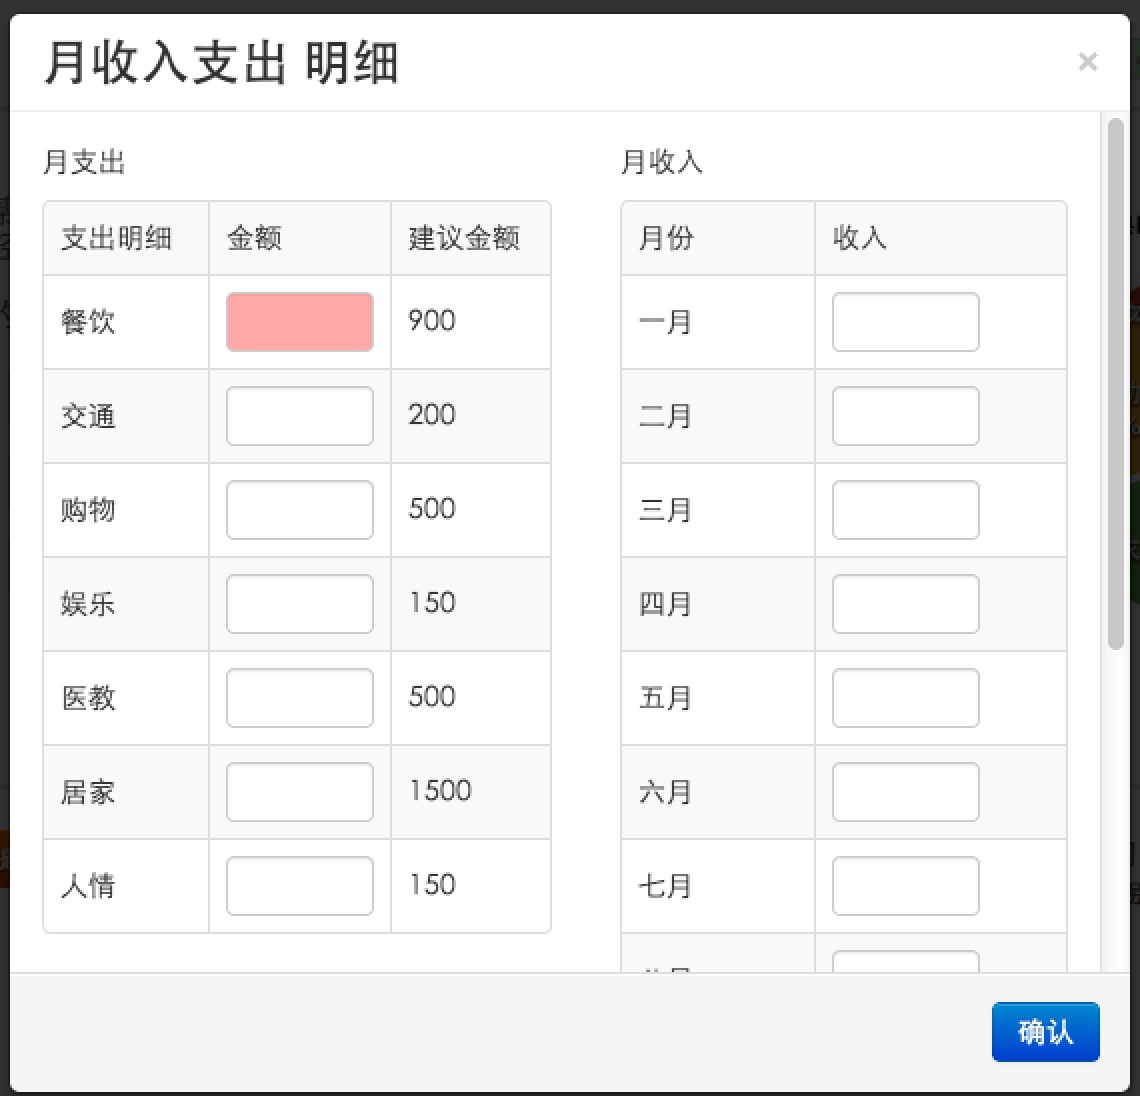 月收入支出 明细
×
月支出
支出明细 金额 建议金额
餐饮 900
交通 200
购物 500
娱乐 150
医教 500
居家 1500
人情 150
月收入
月份 收入
一月
二月
三月
四月
五月
六月
七月
确认